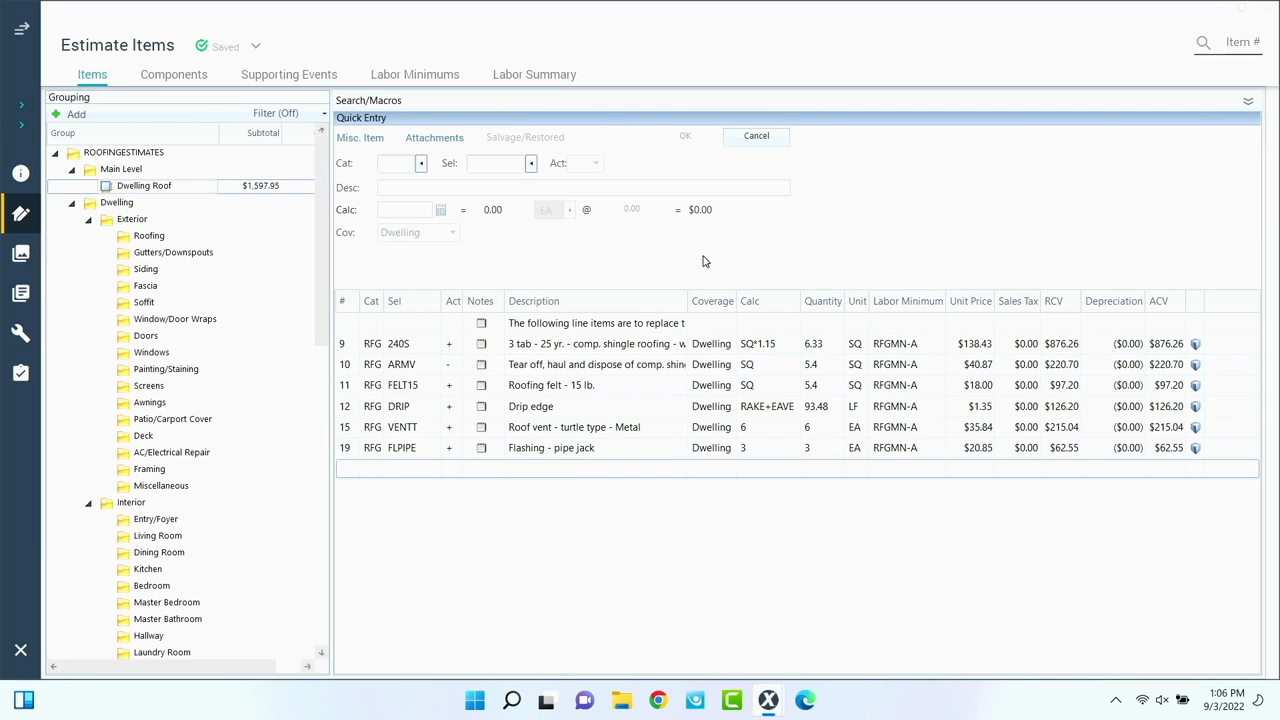 Estimate Items Saved
Item #
Items Components Supporting Events Labor Minimums Labor Summary
Grouping
Add Filter (Off)
Group Subtotal
ROOFINGESTIMATES
Main Level
Dwelling Roof $1,597.95
Dwelling
Exterior
Roofing
Gutters/Downspouts
Siding
Fascia
Soffit
Window/Door Wraps
Doors
Windows
Painting/Staining
Screens
Awnings
Patio/Carport Cover
Deck
AC/Electrical Repair
Framing
Miscellaneous
Interior
Entry/Foyer
Living Room
Dining Room
Kitchen
Bedroom
Master Bedroom
Master Bathroom
Hallway
Laundry Room
Search/Macros
Quick Entry
Misc. Item Attachments Salvage/Restored OK Cancel
Cat: Sel: Act:
Desc:
Calc: = 0.00 EA @ 0.00 = $0.00
Cov: Dwelling
# Cat Sel Act Notes Description Coverage Calc Quantity Unit Labor Minimum Unit Price Sales Tax RCV Depreciation ACV
The following line items are to replace t
9 RFG 240S + 3 tab - 25 yr. - comp. shingle roofing - w Dwelling SQ*1.15 6.33 SQ RFGMN-A $138.43 $0.00 $876.26 ($0.00) $876.26
10 RFG ARMV - Tear off, haul and dispose of comp. shin Dwelling SQ 5.4 SQ RFGMN-A $40.87 $0.00 $220.70 ($0.00) $220.70
11 RFG FELT15 + Roofing felt - 15 lb. Dwelling SQ 5.4 SQ RFGMN-A $18.00 $0.00 $97.20 ($0.00) $97.20
12 RFG DRIP + Drip edge Dwelling RAKE+EAVE 93.48 LF RFGMN-A $1.35 $0.00 $126.20 ($0.00) $126.20
15 RFG VENTT + Roof vent - turtle type - Metal Dwelling 6 6 EA RFGMN-A $35.84 $0.00 $215.04 ($0.00) $215.04
19 RFG FLPIPE + Flashing - pipe jack Dwelling 3 3 EA RFGMN-A $20.85 $0.00 $62.55 ($0.00) $62.55
1:06 PM
9/3/2022